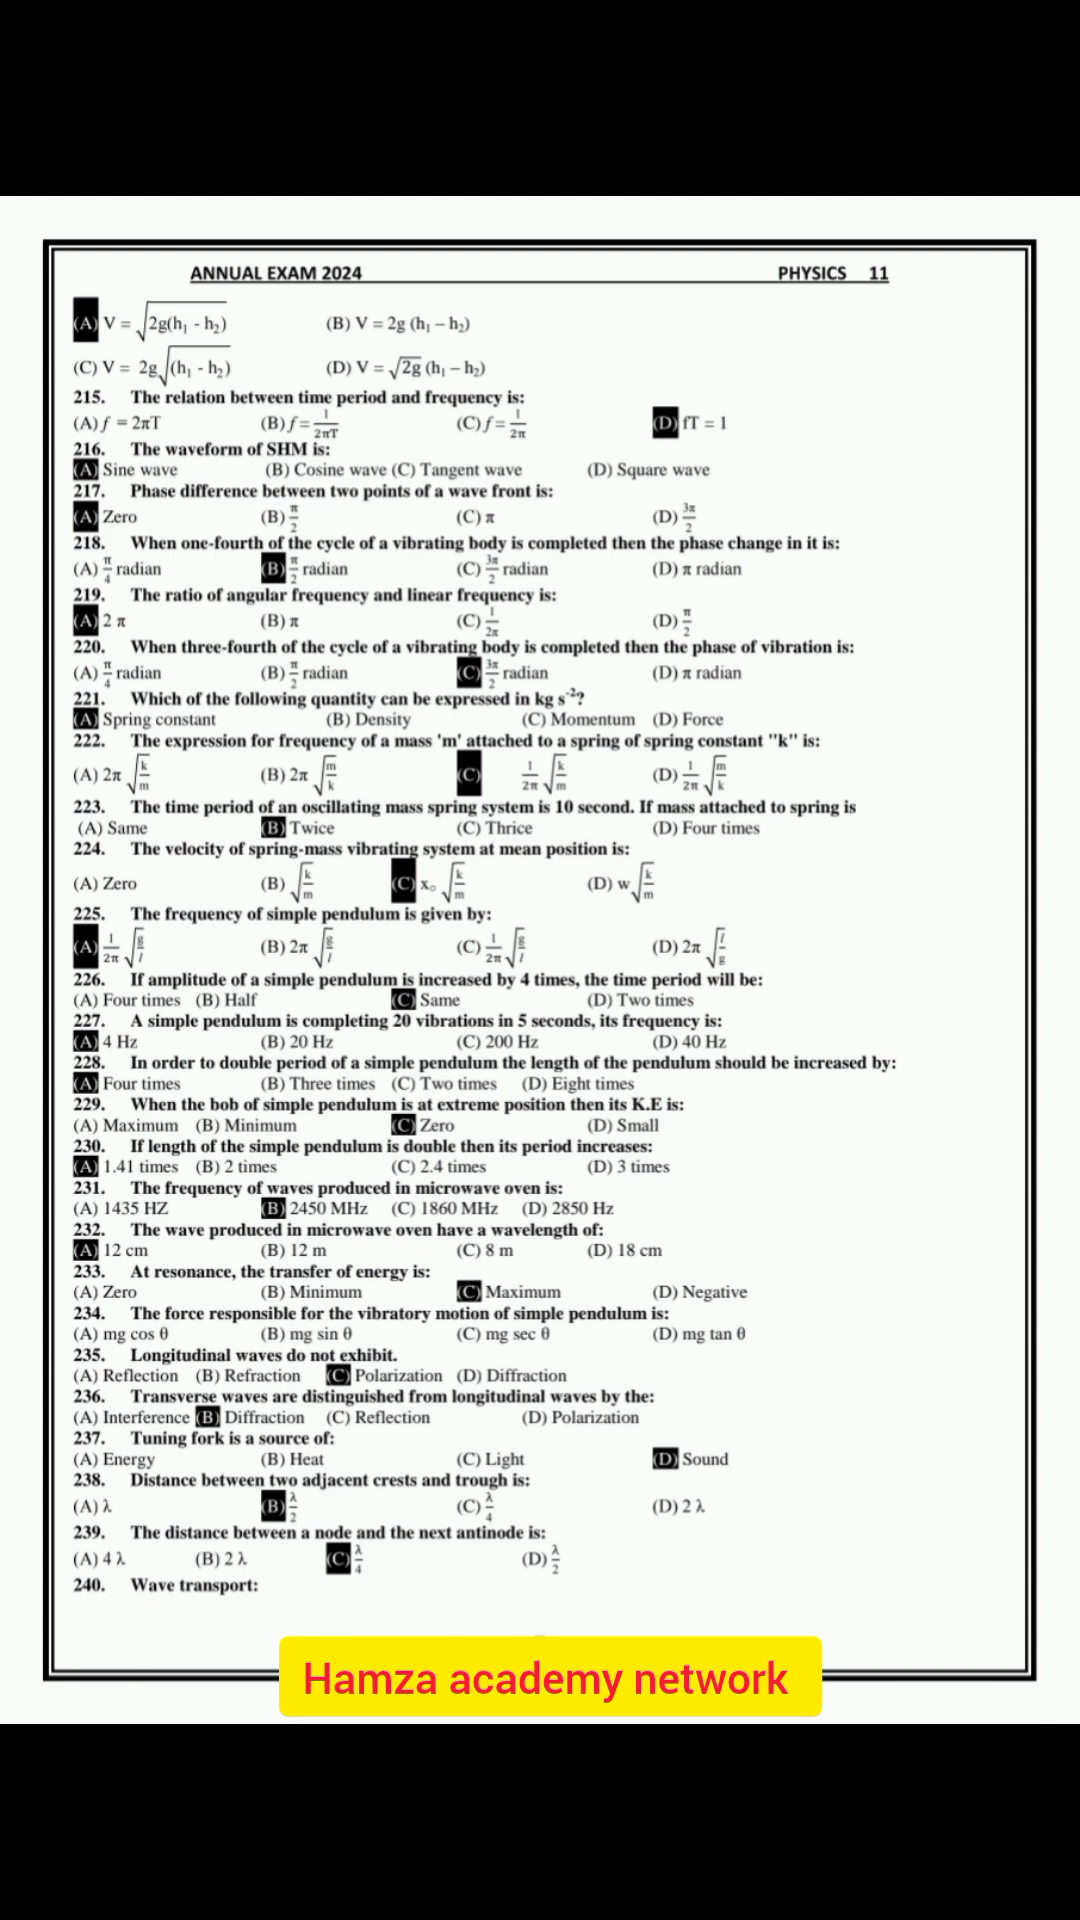 ANNUAL EXAM 2024 PHYSICS 11
(A) V = √2g(h₁ - h₂) (B) V = 2g (h₁ – h₂)
(C) V = 2g√(h₁ - h₂) (D) V = √2g (h₁ – h₂)
215. The relation between time period and frequency is:
(A) f = 2πT (B) f = 1/2πT (C) f = 1/2π (D) fT = 1
216. The waveform of SHM is:
(A) Sine wave (B) Cosine wave (C) Tangent wave (D) Square wave
217. Phase difference between two points of a wave front is:
(A) Zero (B) π/2 (C) π (D) 3π/2
218. When one-fourth of the cycle of a vibrating body is completed then the phase change in it is:
(A) π/4 radian (B) π/2 radian (C) 3π/2 radian (D) π radian
219. The ratio of angular frequency and linear frequency is:
(A) 2 π (B) π (C) 1/2π (D) π/2
220. When three-fourth of the cycle of a vibrating body is completed then the phase of vibration is:
(A) π/4 radian (B) π/2 radian (C) 3π/2 radian (D) π radian
221. Which of the following quantity can be expressed in kg s⁻²?
(A) Spring constant (B) Density (C) Momentum (D) Force
222. The expression for frequency of a mass 'm' attached to a spring of spring constant "k" is:
(A) 2π √k/m (B) 2π √m/k (C) 1/2π √k/m (D) 1/2π √m/k
223. The time period of an oscillating mass spring system is 10 second. If mass attached to spring is
(A) Same (B) Twice (C) Thrice (D) Four times
224. The velocity of spring-mass vibrating system at mean position is:
(A) Zero (B) √k/m (C) x₀ √k/m (D) w √k/m
225. The frequency of simple pendulum is given by:
(A) 1/2π √g/l (B) 2π √g/l (C) 1/2π √g/l (D) 2π √l/g
226. If amplitude of a simple pendulum is increased by 4 times, the time period will be:
(A) Four times (B) Half (C) Same (D) Two times
227. A simple pendulum is completing 20 vibrations in 5 seconds, its frequency is:
(A) 4 Hz (B) 20 Hz (C) 200 Hz (D) 40 Hz
228. In order to double period of a simple pendulum the length of the pendulum should be increased by:
(A) Four times (B) Three times (C) Two times (D) Eight times
229. When the bob of simple pendulum is at extreme position then its K.E is:
(A) Maximum (B) Minimum (C) Zero (D) Small
230. If length of the simple pendulum is double then its period increases:
(A) 1.41 times (B) 2 times (C) 2.4 times (D) 3 times
231. The frequency of waves produced in microwave oven is:
(A) 1435 HZ (B) 2450 MHz (C) 1860 MHz (D) 2850 Hz
232. The wave produced in microwave oven have a wavelength of:
(A) 12 cm (B) 12 m (C) 8 m (D) 18 cm
233. At resonance, the transfer of energy is:
(A) Zero (B) Minimum (C) Maximum (D) Negative
234. The force responsible for the vibratory motion of simple pendulum is:
(A) mg cos θ (B) mg sin θ (C) mg sec θ (D) mg tan θ
235. Longitudinal waves do not exhibit.
(A) Reflection (B) Refraction (C) Polarization (D) Diffraction
236. Transverse waves are distinguished from longitudinal waves by the:
(A) Interference (B) Diffraction (C) Reflection (D) Polarization
237. Tuning fork is a source of:
(A) Energy (B) Heat (C) Light (D) Sound
238. Distance between two adjacent crests and trough is:
(A) λ (B) λ/2 (C) λ/4 (D) 2 λ
239. The distance between a node and the next antinode is:
(A) 4 λ (B) 2 λ (C) λ/4 (D) λ/2
240. Wave transport:
Hamza academy network